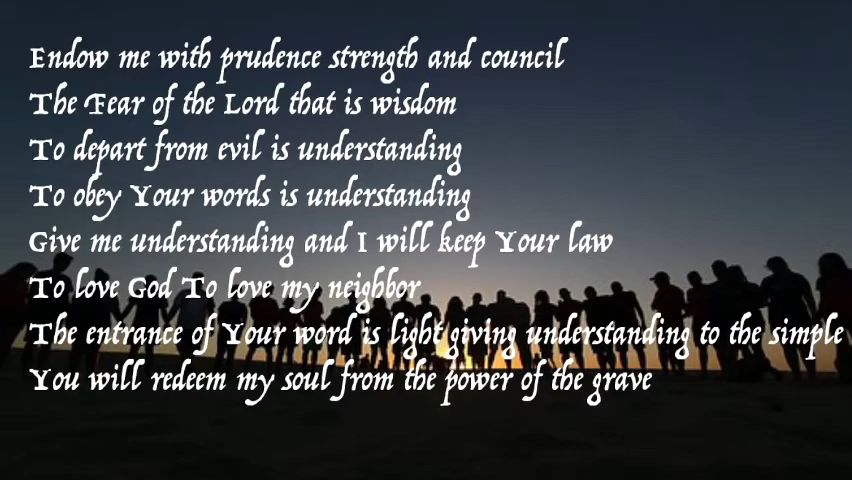 Endow me with prudence strength and council
The Fear of the Lord that is wisdom
To depart from evil is understanding
To obey Your words is understanding
Give me understanding and I will keep Your law
To love God To love my neighbor
The entrance of Your word is light giving understanding to the simple
You will redeem my soul from the power of the grave